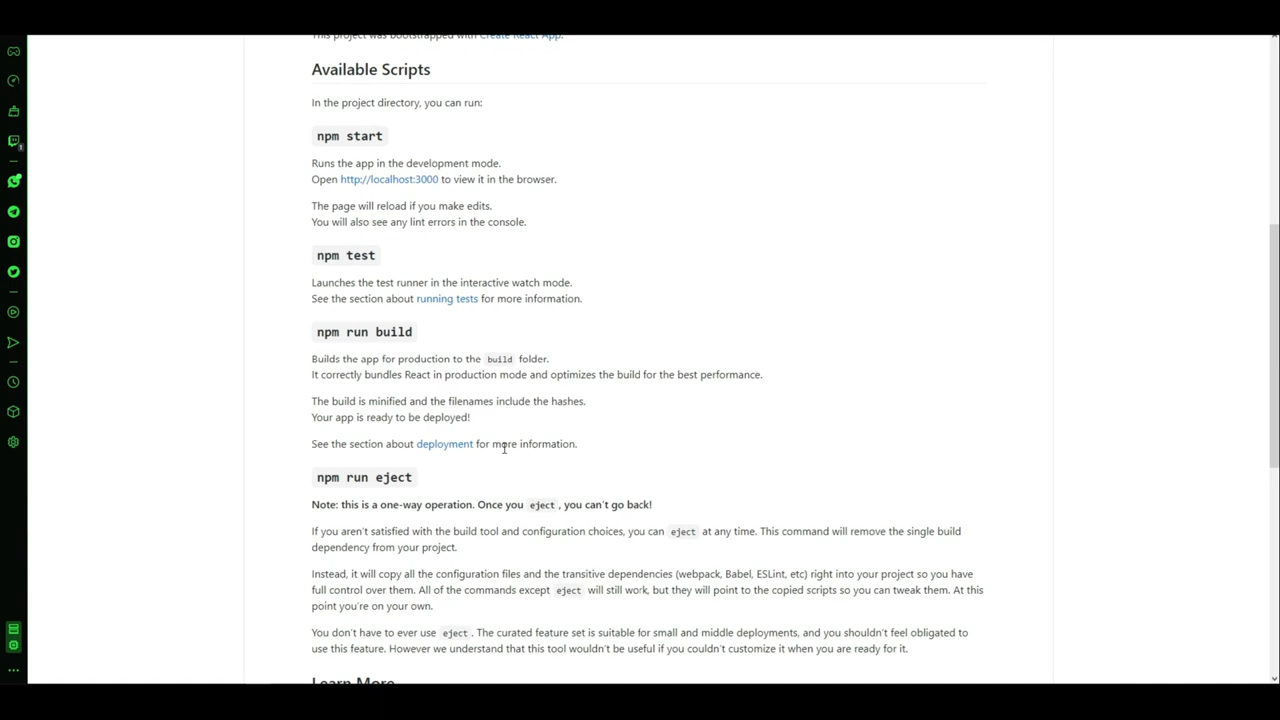 This project was bootstrapped with Create React App.
Available Scripts
In the project directory, you can run:
npm start
Runs the app in the development mode.
Open http://localhost:3000 to view it in the browser.
The page will reload if you make edits.
You will also see any lint errors in the console.
npm test
Launches the test runner in the interactive watch mode.
See the section about running tests for more information.
npm run build
Builds the app for production to the build folder.
It correctly bundles React in production mode and optimizes the build for the best performance.
The build is minified and the filenames include the hashes.
Your app is ready to be deployed!
See the section about deployment for more information.
npm run eject
Note: this is a one-way operation. Once you eject, you can't go back!
If you aren't satisfied with the build tool and configuration choices, you can eject at any time. This command will remove the single build
dependency from your project.
Instead, it will copy all the configuration files and the transitive dependencies (webpack, Babel, ESLint, etc) right into your project so you have
full control over them. All of the commands except eject will still work, but they will point to the copied scripts so you can tweak them. At this
point you're on your own.
You don't have to ever use eject. The curated feature set is suitable for small and middle deployments, and you shouldn't feel obligated to
use this feature. However we understand that this tool wouldn't be useful if you couldn't customize it when you are ready for it.
Learn More
1